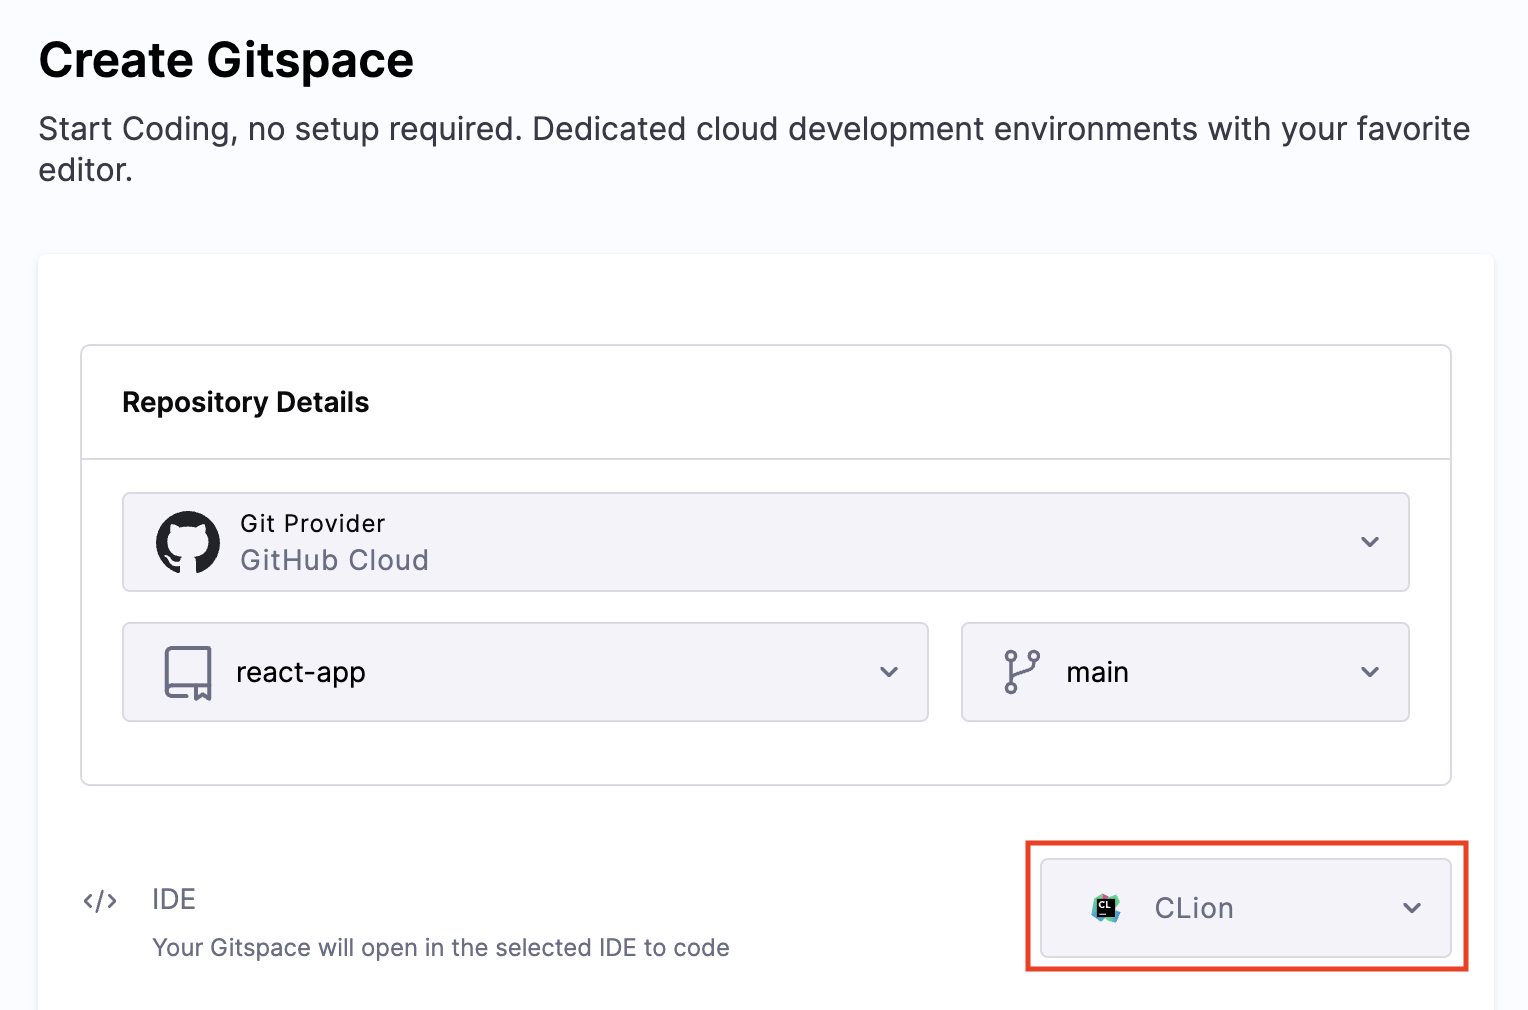 Create Gitspace
Start Coding, no setup required. Dedicated cloud development environments with your favorite
editor.
Repository Details
Git Provider
GitHub Cloud
react-app
main
IDE
Your Gitspace will open in the selected IDE to code
CL
CLion